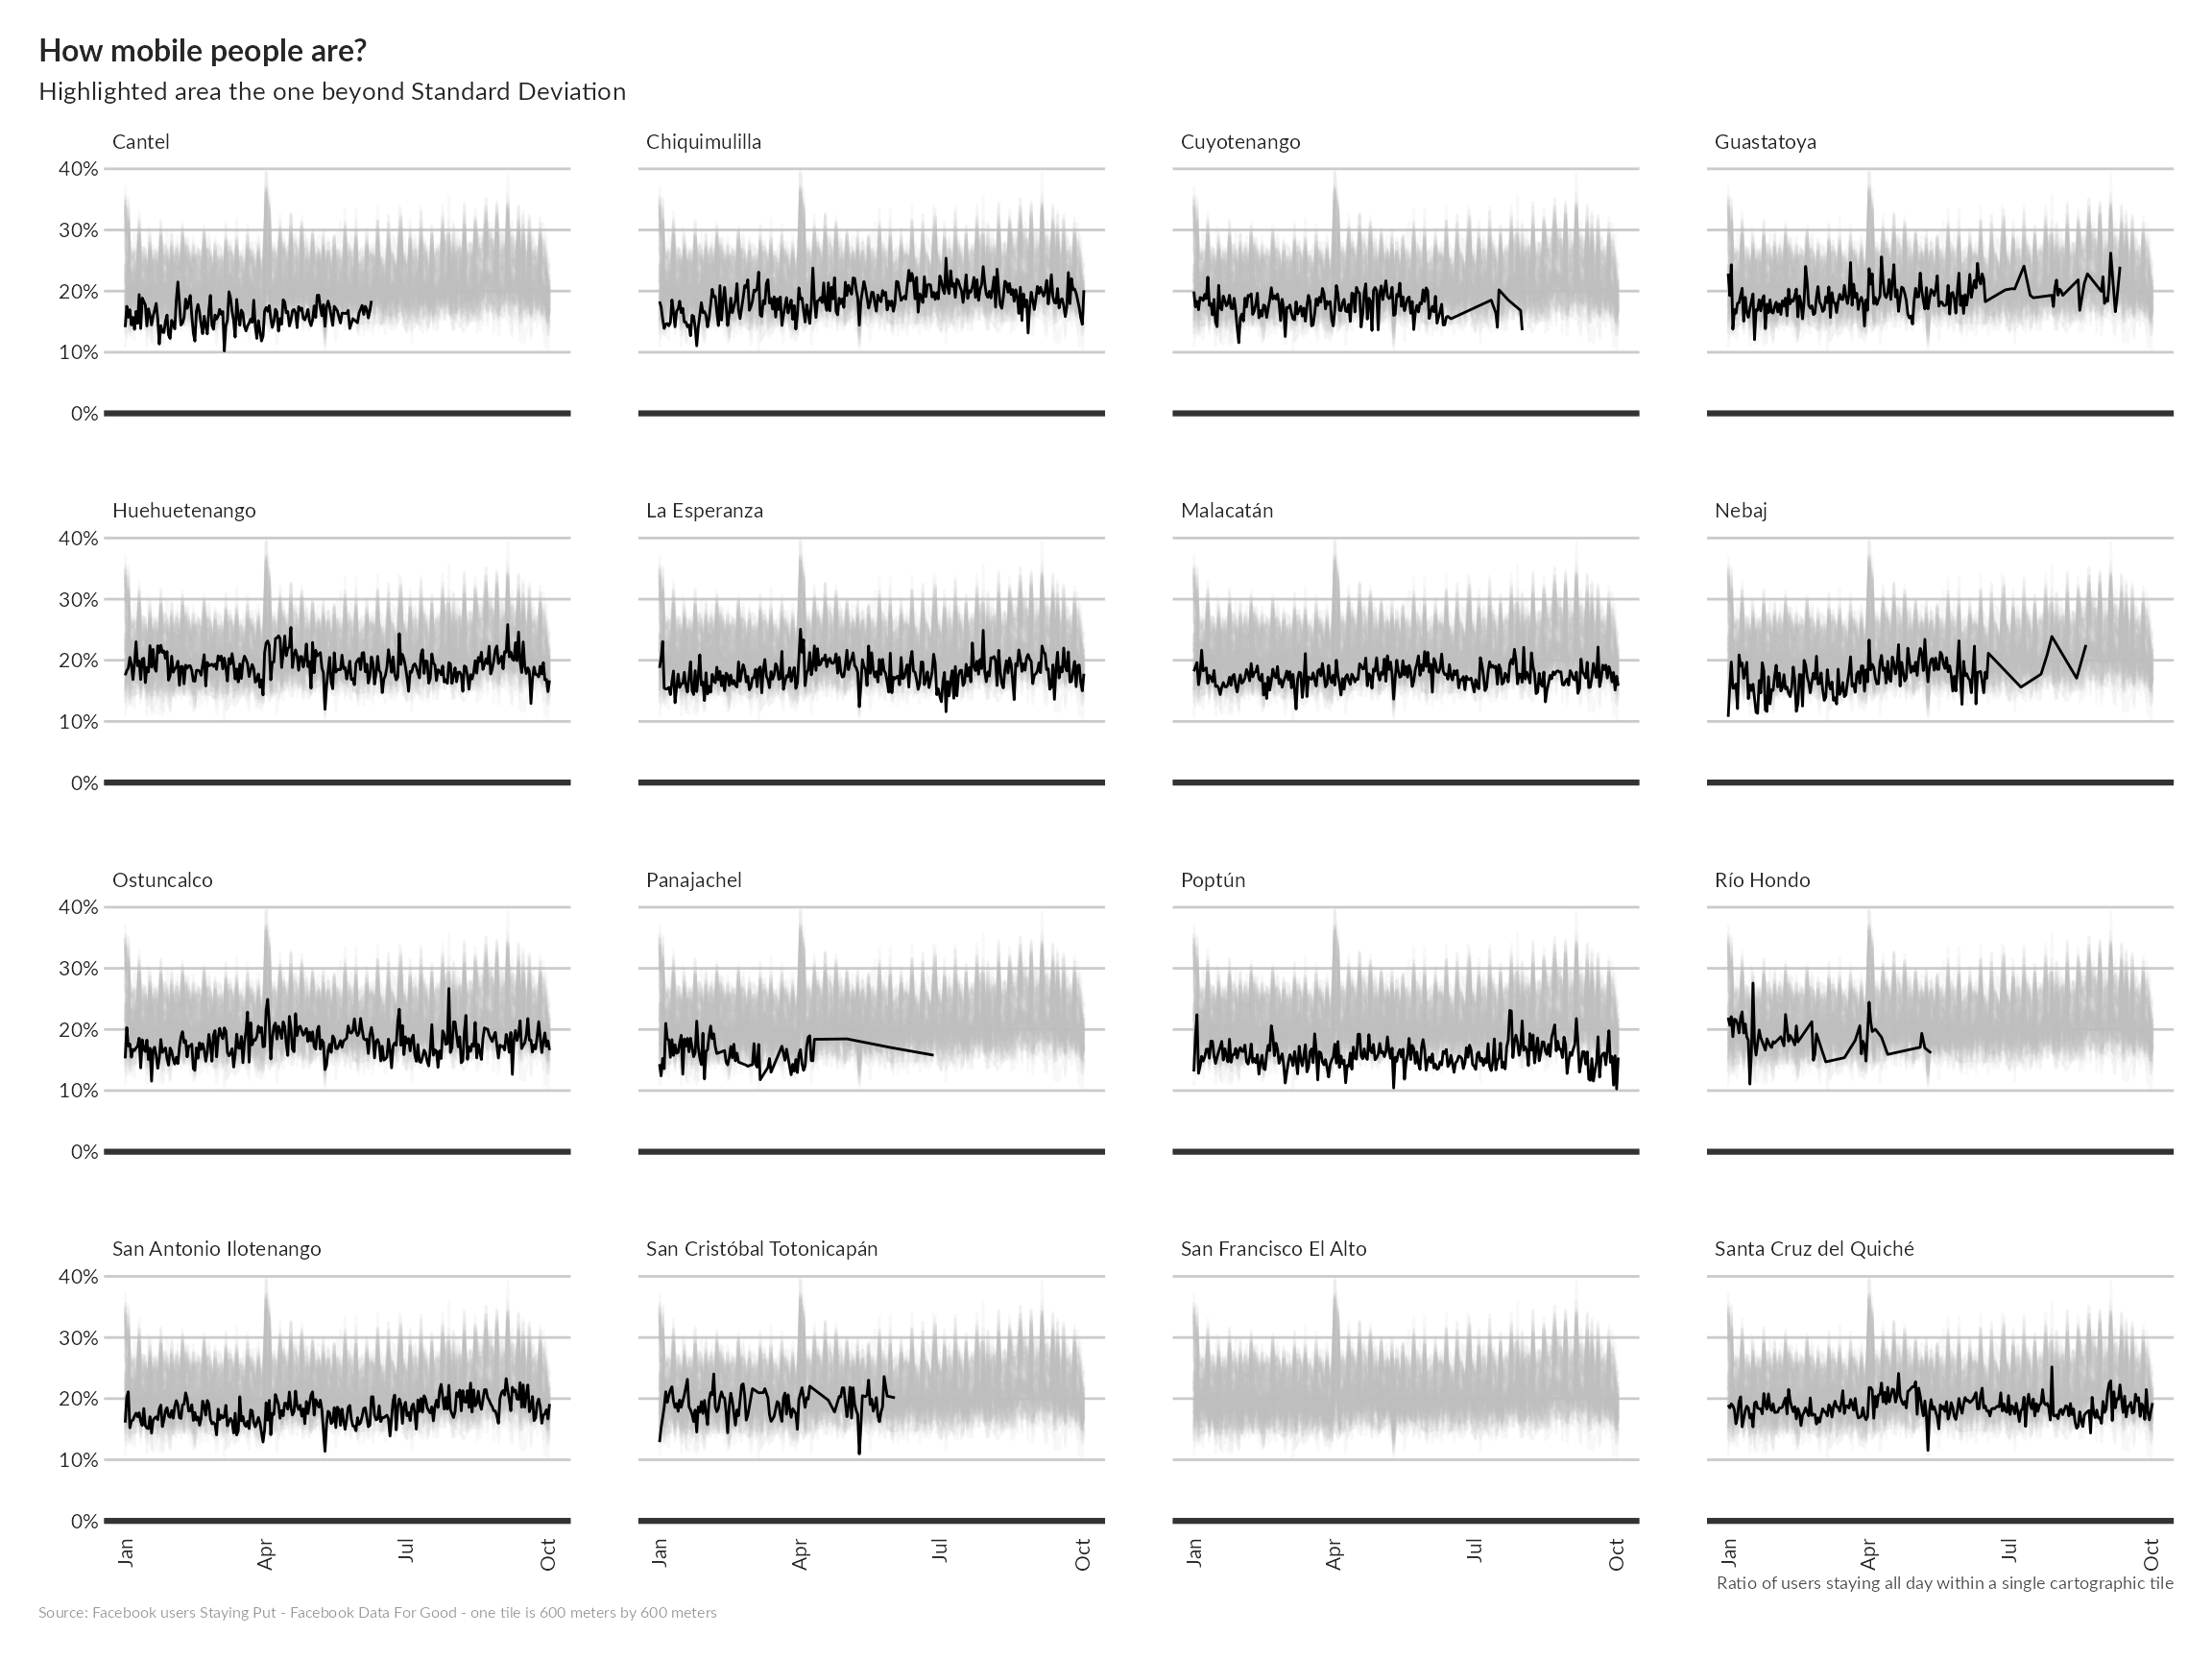 How mobile people are?
Highlighted area the one beyond Standard Deviation
Cantel
Chiquimulilla
Cuyotenango
Guastatoya
40%
30%
20%
10%
0%
Huehuetenango
La Esperanza
Malacatán
Nebaj
40%
30%
20%
10%
0%
Ostuncalco
Panajachel
Poptún
Río Hondo
40%
30%
20%
10%
0%
San Antonio Ilotenango
San Cristóbal Totonicapán
San Francisco El Alto
Santa Cruz del Quiché
40%
30%
20%
10%
0%
Jan Apr Jul Oct
Jan Apr Jul Oct
Jan Apr Jul Oct
Jan Apr Jul Oct
Ratio of users staying all day within a single cartographic tile
Source: Facebook users Staying Put - Facebook Data For Good - one tile is 600 meters by 600 meters